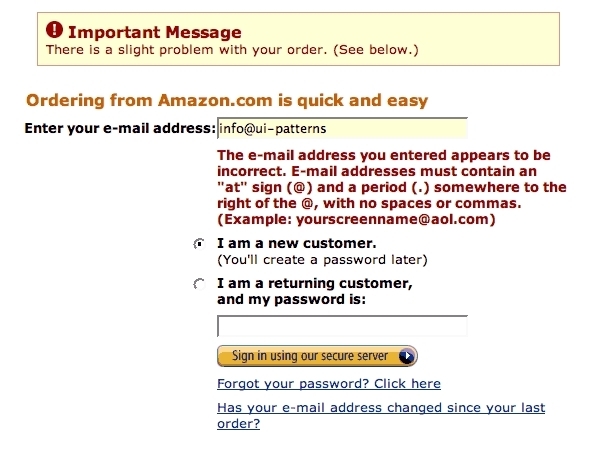 Important Message
There is a slight problem with your order. (See below.)
Ordering from Amazon.com is quick and easy
Enter your e-mail address: info@ui-patterns
The e-mail address you entered appears to be
incorrect. E-mail addresses must contain an
"at" sign (@) and a period (.) somewhere to the
right of the @, with no spaces or commas.
(Example: yourscreenname@aol.com)
I am a new customer.
(You'll create a password later)
I am a returning customer,
and my password is:
Sign in using our secure server
Forgot your password? Click here
Has your e-mail address changed since your last
order?